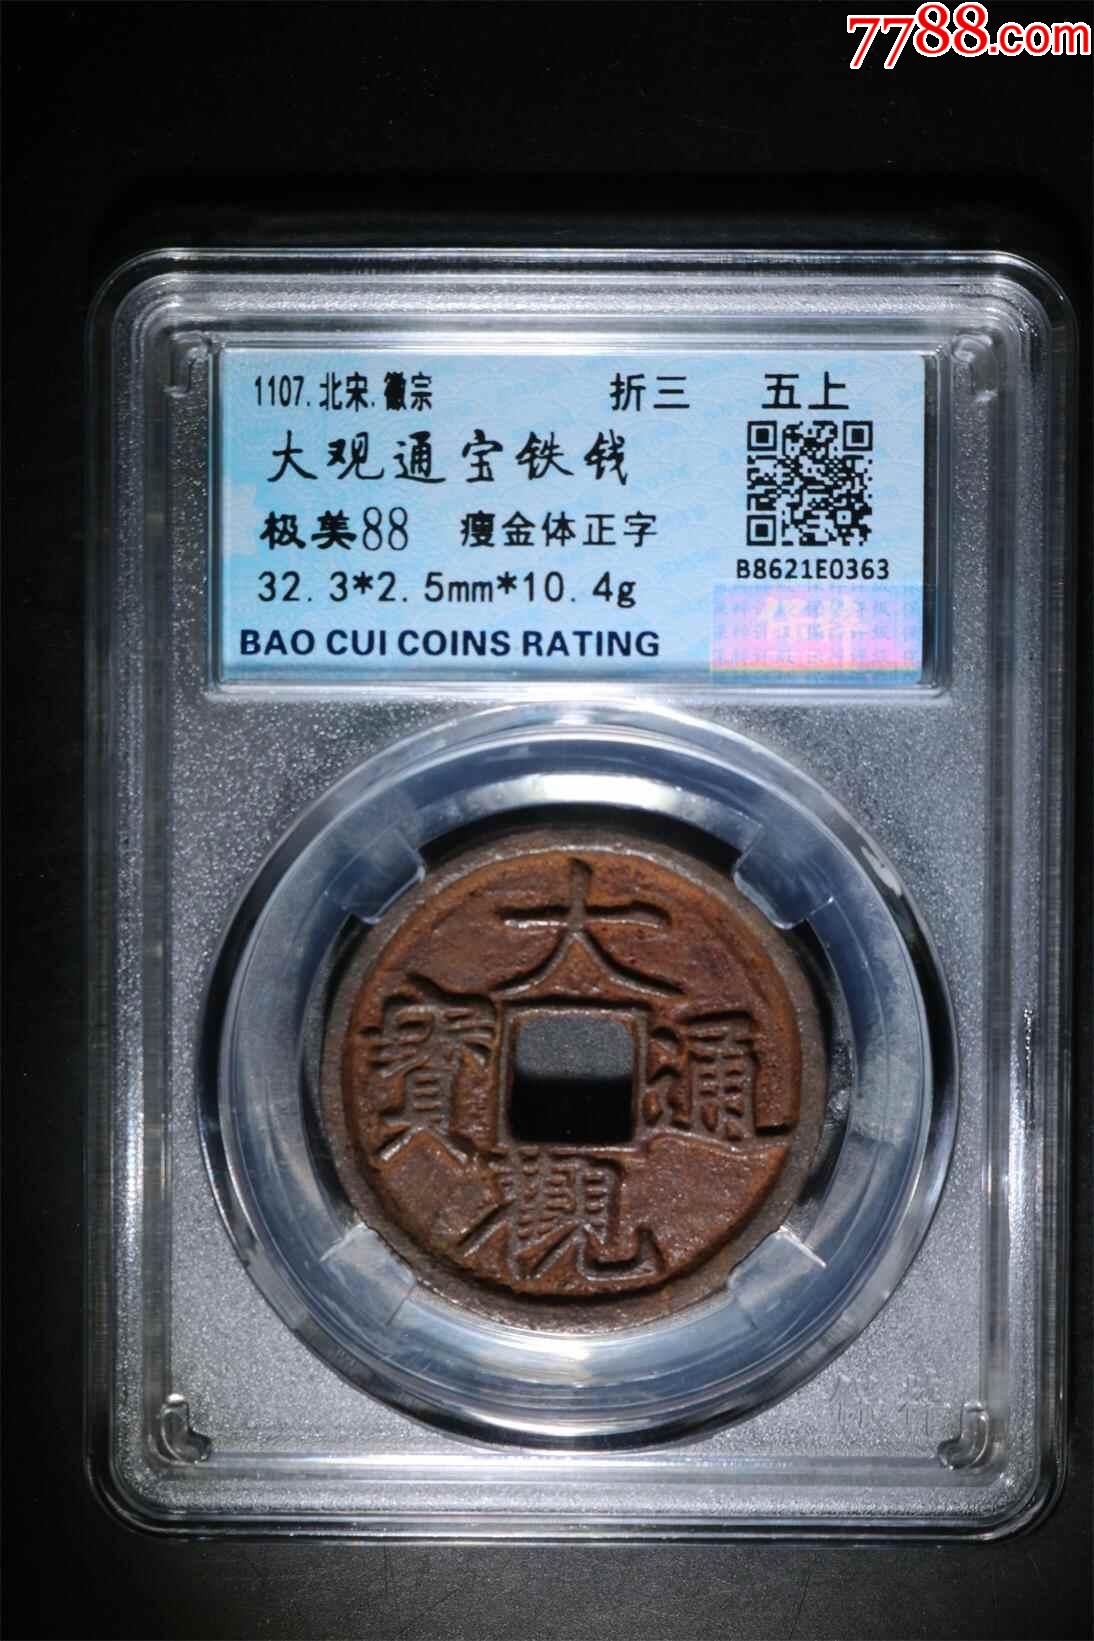 7788.com
1107.北宋.徽宗 折三 五上
大观通宝铁钱
极美88 瘦金体正字
B8621E0363
32.3*2.5mm*10.4g
BAO CUI COINS RATING
大
寶 通
觀